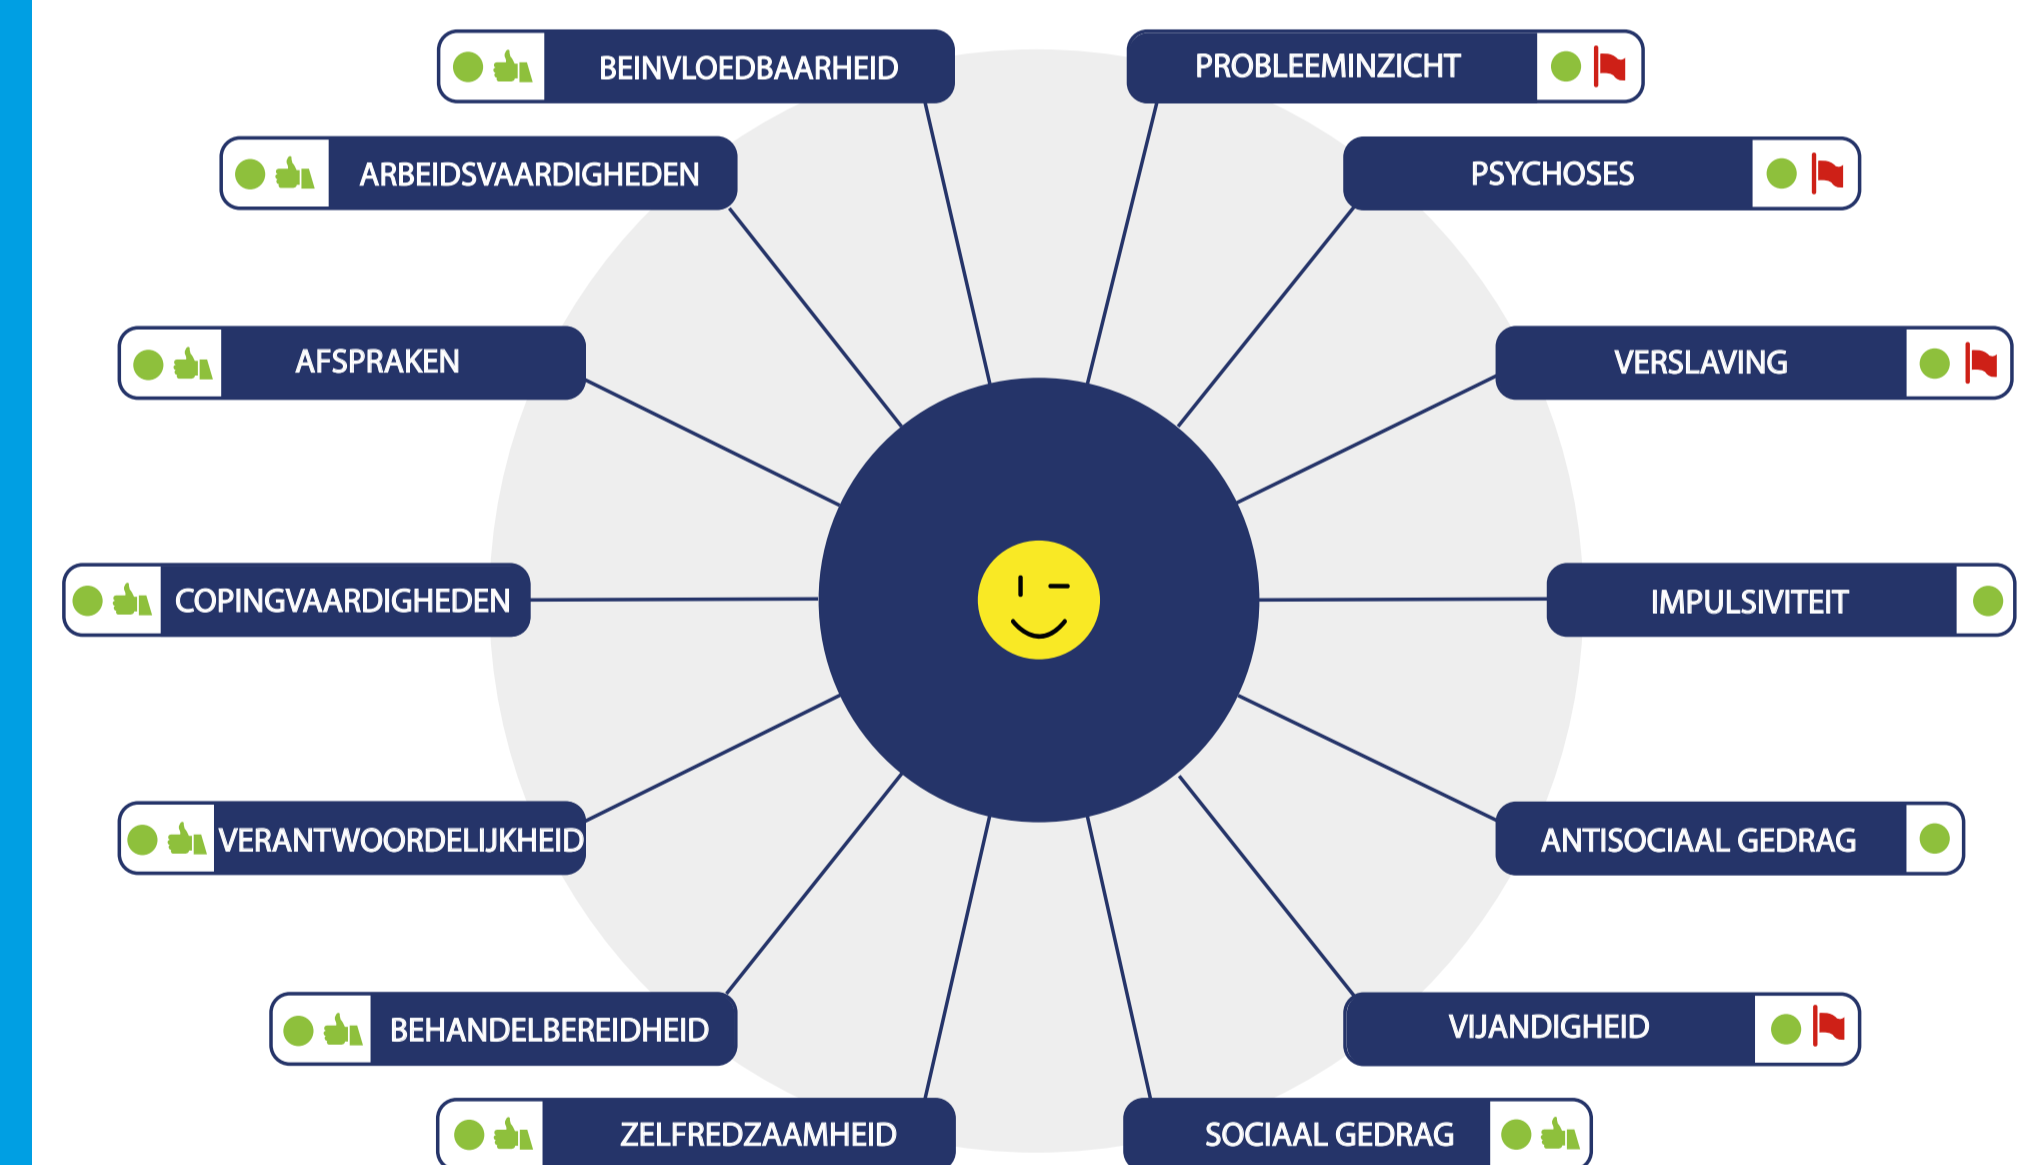 BEINVLOEDBAARHEID
PROBLEEMINZICHT
ARBEIDSVAARDIGHEDEN
PSYCHOSES
AFSPRAKEN
VERSLAVING
COPINGVAARDIGHEDEN
IMPULSIVITEIT
VERANTWOORDELIJKHEID
ANTISOCIAAL GEDRAG
BEHANDELBEREIDHEID
VIJANDIGHEID
ZELFREDZAAMHEID
SOCIAAL GEDRAG